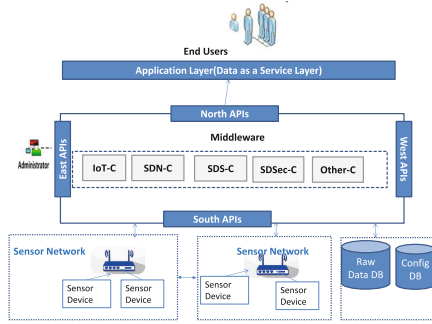 End Users
Application Layer(Data as a Service Layer)
North APIs
Middleware
Administrator
East APIs
IoT-C
SDN-C
SDS-C
SDSec-C
Other-C
West APIs
South APIs
Sensor Network
Sensor
Device
Sensor
Device
Sensor Network
Sensor
Device
Sensor
Device
Raw
Data DB
Config
DB